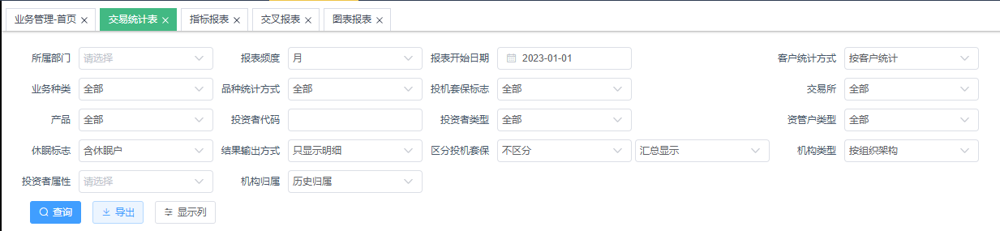 业务管理-首页 交易统计表 指标报表 交叉报表 图表报表
所属部门 请选择 报表频度 月 报表开始日期 2023-01-01 客户统计方式 按客户统计
业务种类 全部 品种统计方式 全部 投机套保标志 全部 交易所 全部
产品 全部 投资者代码 投资者类型 全部 资管户类型 全部
休眠标志 含休眠户 结果输出方式 只显示明细 区分投机套保 不区分 汇总显示 机构类型 按组织架构
投资者属性 请选择 机构归属 历史归属
查询 导出 显示列